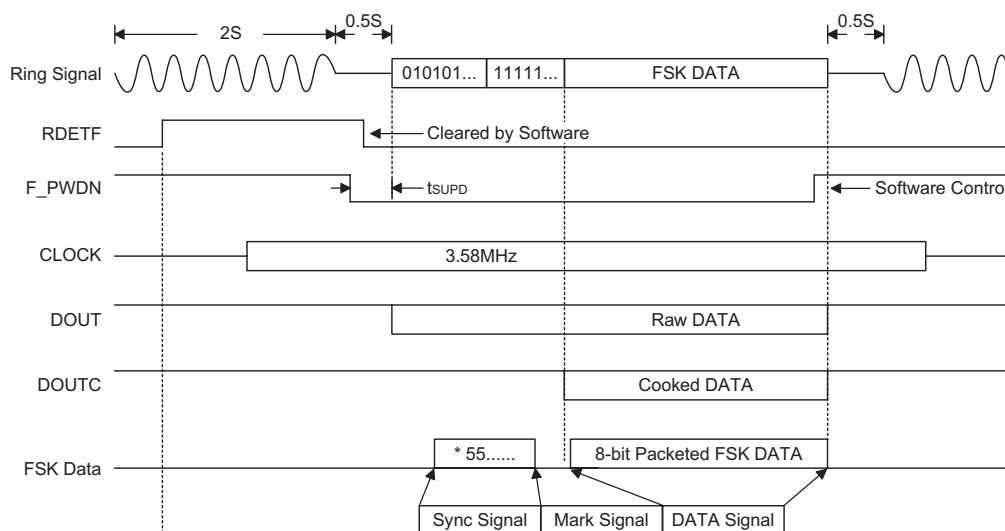 2S
0.5S
0.5S
Ring Signal
010101...
11111...
FSK DATA
RDETF
Cleared by Software
F_PWDN
tSUPD
Software Contro
CLOCK
3.58MHz
DOUT
Raw DATA
DOUTC
Cooked DATA
FSK Data
* 55......
8-bit Packeted FSK DATA
Sync Signal
Mark Signal
DATA Signal